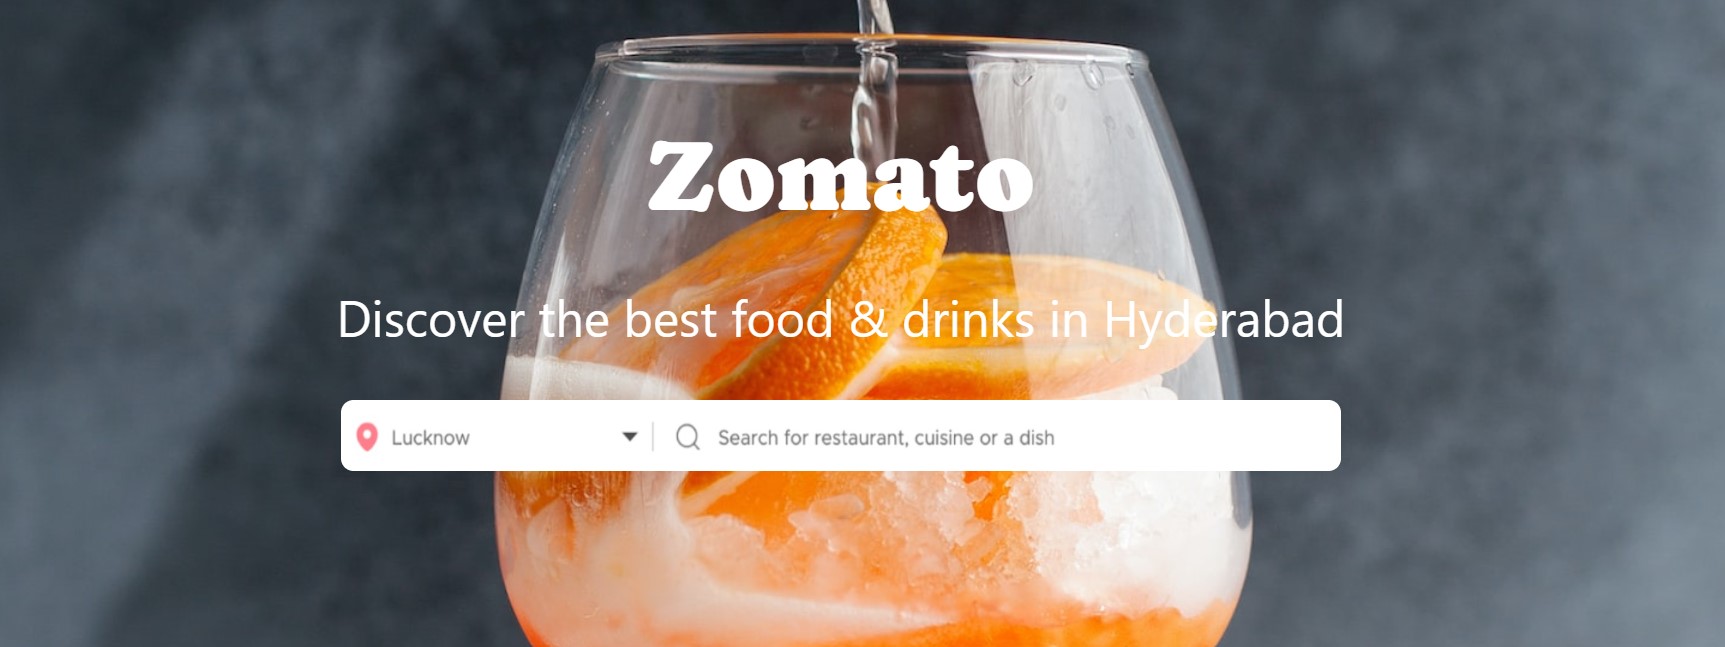 Zomato
Discover the best food & drinks in Hyderabad
Lucknow Search for restaurant, cuisine or a dish